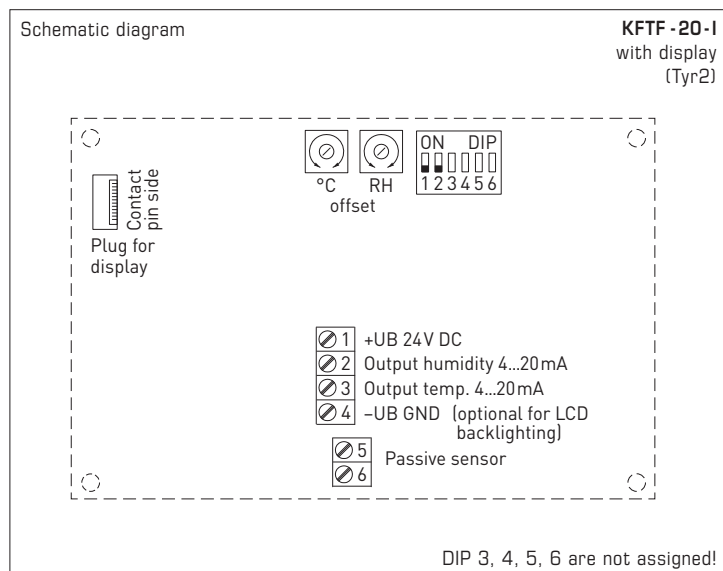 Schematic diagram
KFTF - 20 - I
with display
(Tyr2)
ON DIP
1 2 3 4 5 6
°C RH
offset
Contact
pin side
Plug for
display
1 +UB 24V DC
2 Output humidity 4...20mA
3 Output temp. 4...20mA
4 –UB GND (optional for LCD
backlighting)
5
Passive sensor
6
DIP 3, 4, 5, 6 are not assigned!